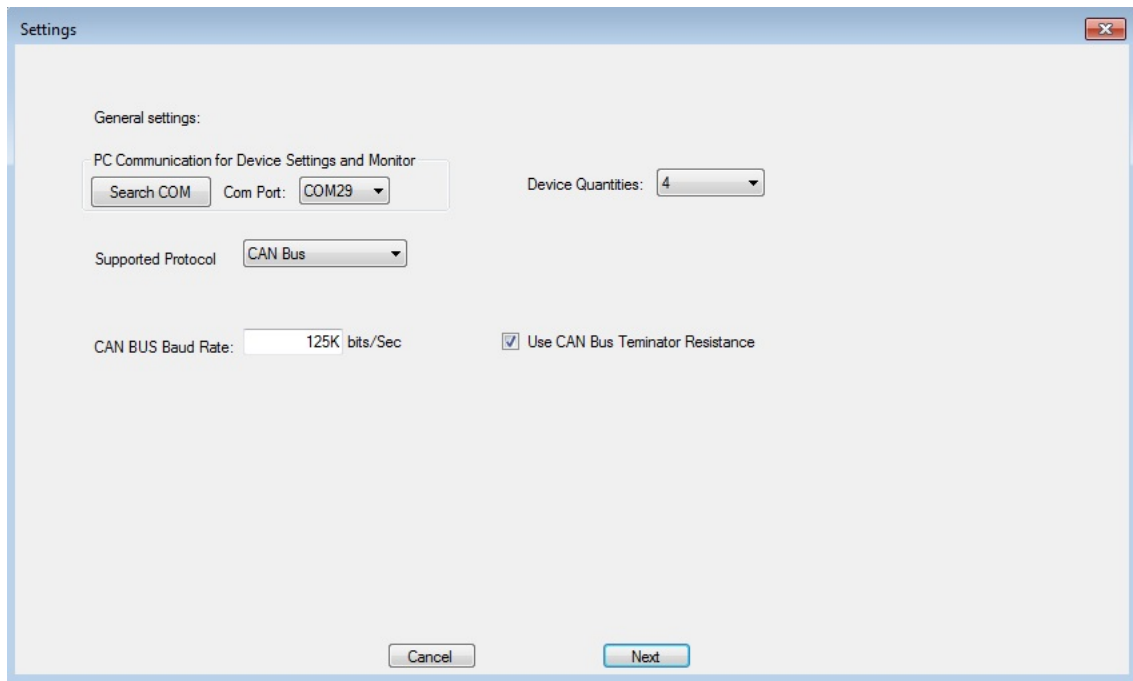 Settings
General settings:
PC Communication for Device Settings and Monitor
Search COM Com Port: COM29
Device Quantities: 4
Supported Protocol CAN Bus
CAN BUS Baud Rate: 125K bits/Sec
Use CAN Bus Teminator Resistance
Cancel Next